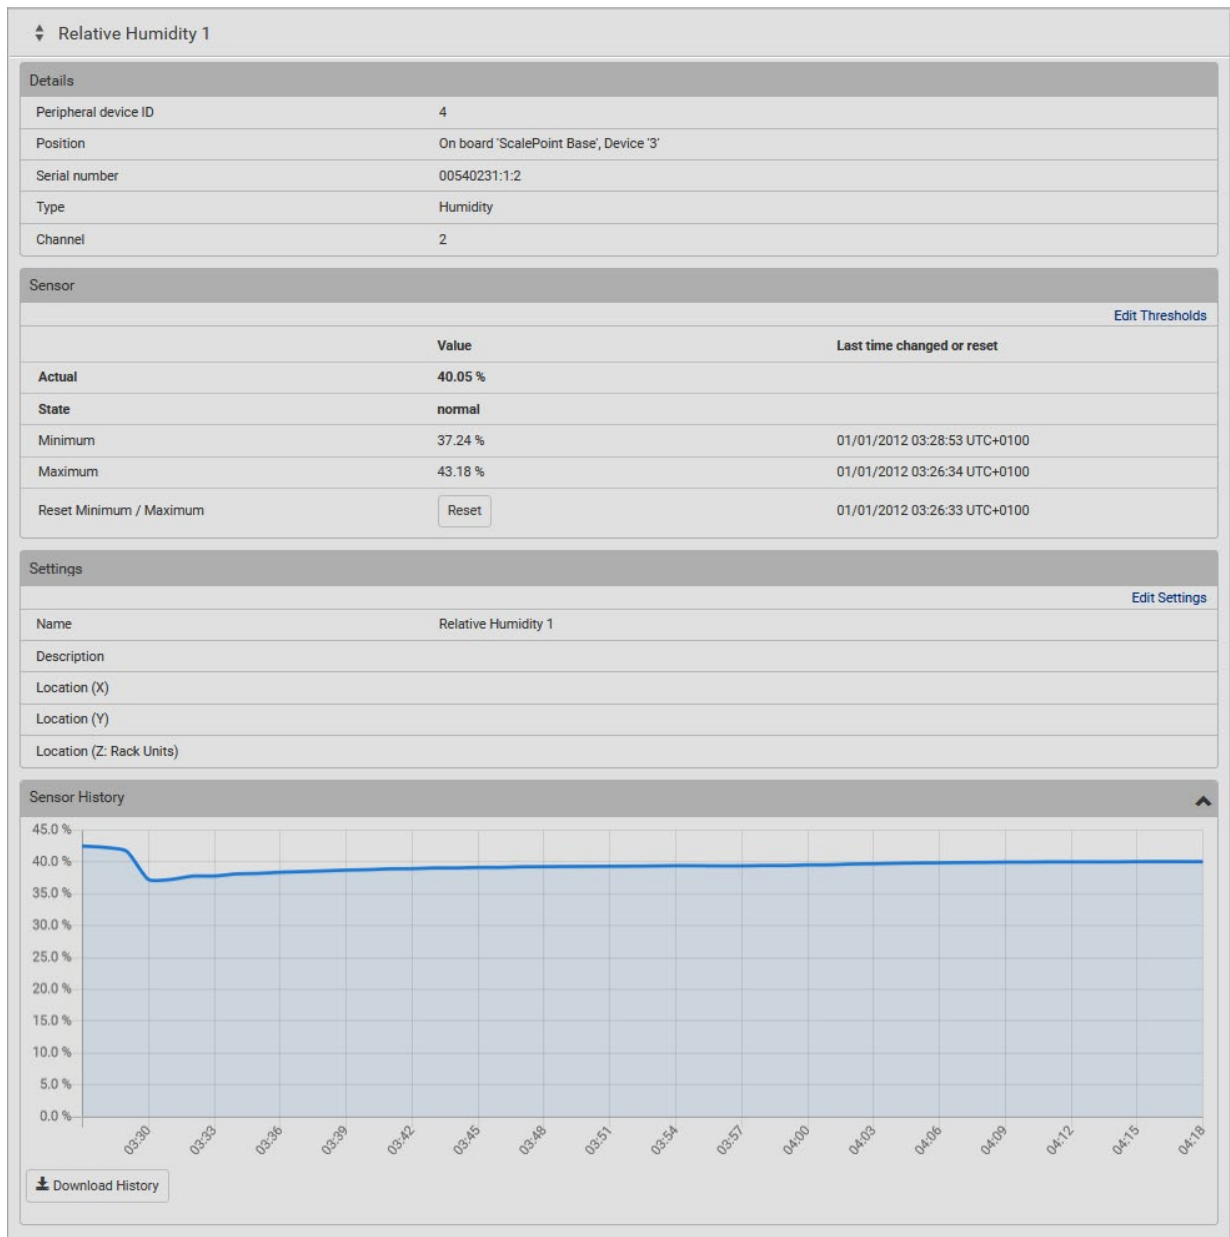 Relative Humidity 1
Details
Peripheral device ID 4
Position On board 'ScalePoint Base', Device '3'
Serial number 00540231:1:2
Type Humidity
Channel 2
Sensor
Edit Thresholds
Value Last time changed or reset
Actual 40.05 %
State normal
Minimum 37.24 % 01/01/2012 03:28:53 UTC+0100
Maximum 43.18 % 01/01/2012 03:26:34 UTC+0100
Reset Minimum / Maximum Reset 01/01/2012 03:26:33 UTC+0100
Settings
Edit Settings
Name Relative Humidity 1
Description
Location (X)
Location (Y)
Location (Z: Rack Units)
Sensor History
45.0 %
40.0 %
35.0 %
30.0 %
25.0 %
20.0 %
15.0 %
10.0 %
5.0 %
0.0 %
03:30 03:33 03:36 03:39 03:42 03:45 03:48 03:51 03:54 03:57 04:00 04:03 04:06 04:09 04:12 04:15 04:18
Download History